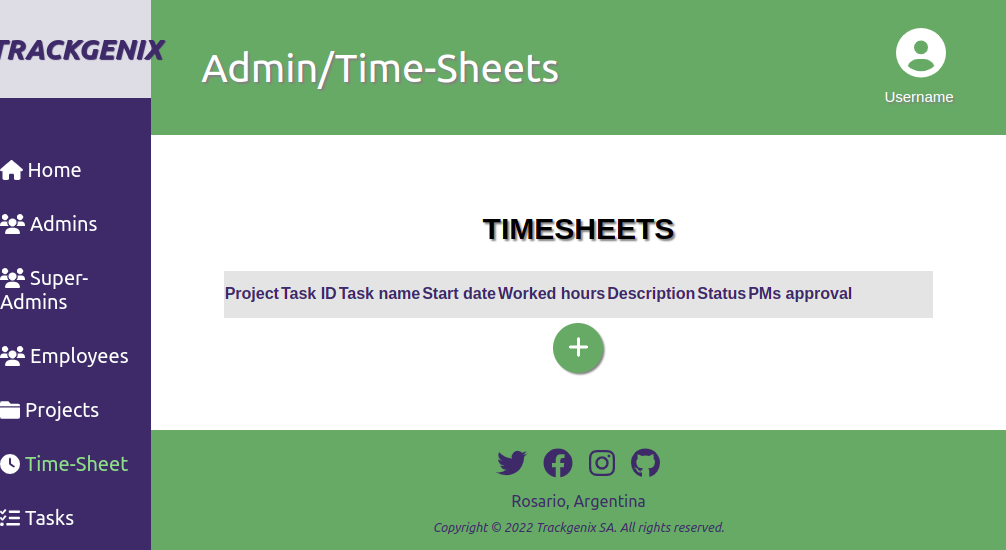 TRACKGENIX
Admin/Time-Sheets
Username
Home
Admins
Super-
Admins
Employees
Projects
Time-Sheet
Tasks
TIMESHEETS
Project Task ID Task name Start date Worked hours Description Status PMs approval
Rosario, Argentina
Copyright © 2022 Trackgenix SA. All rights reserved.